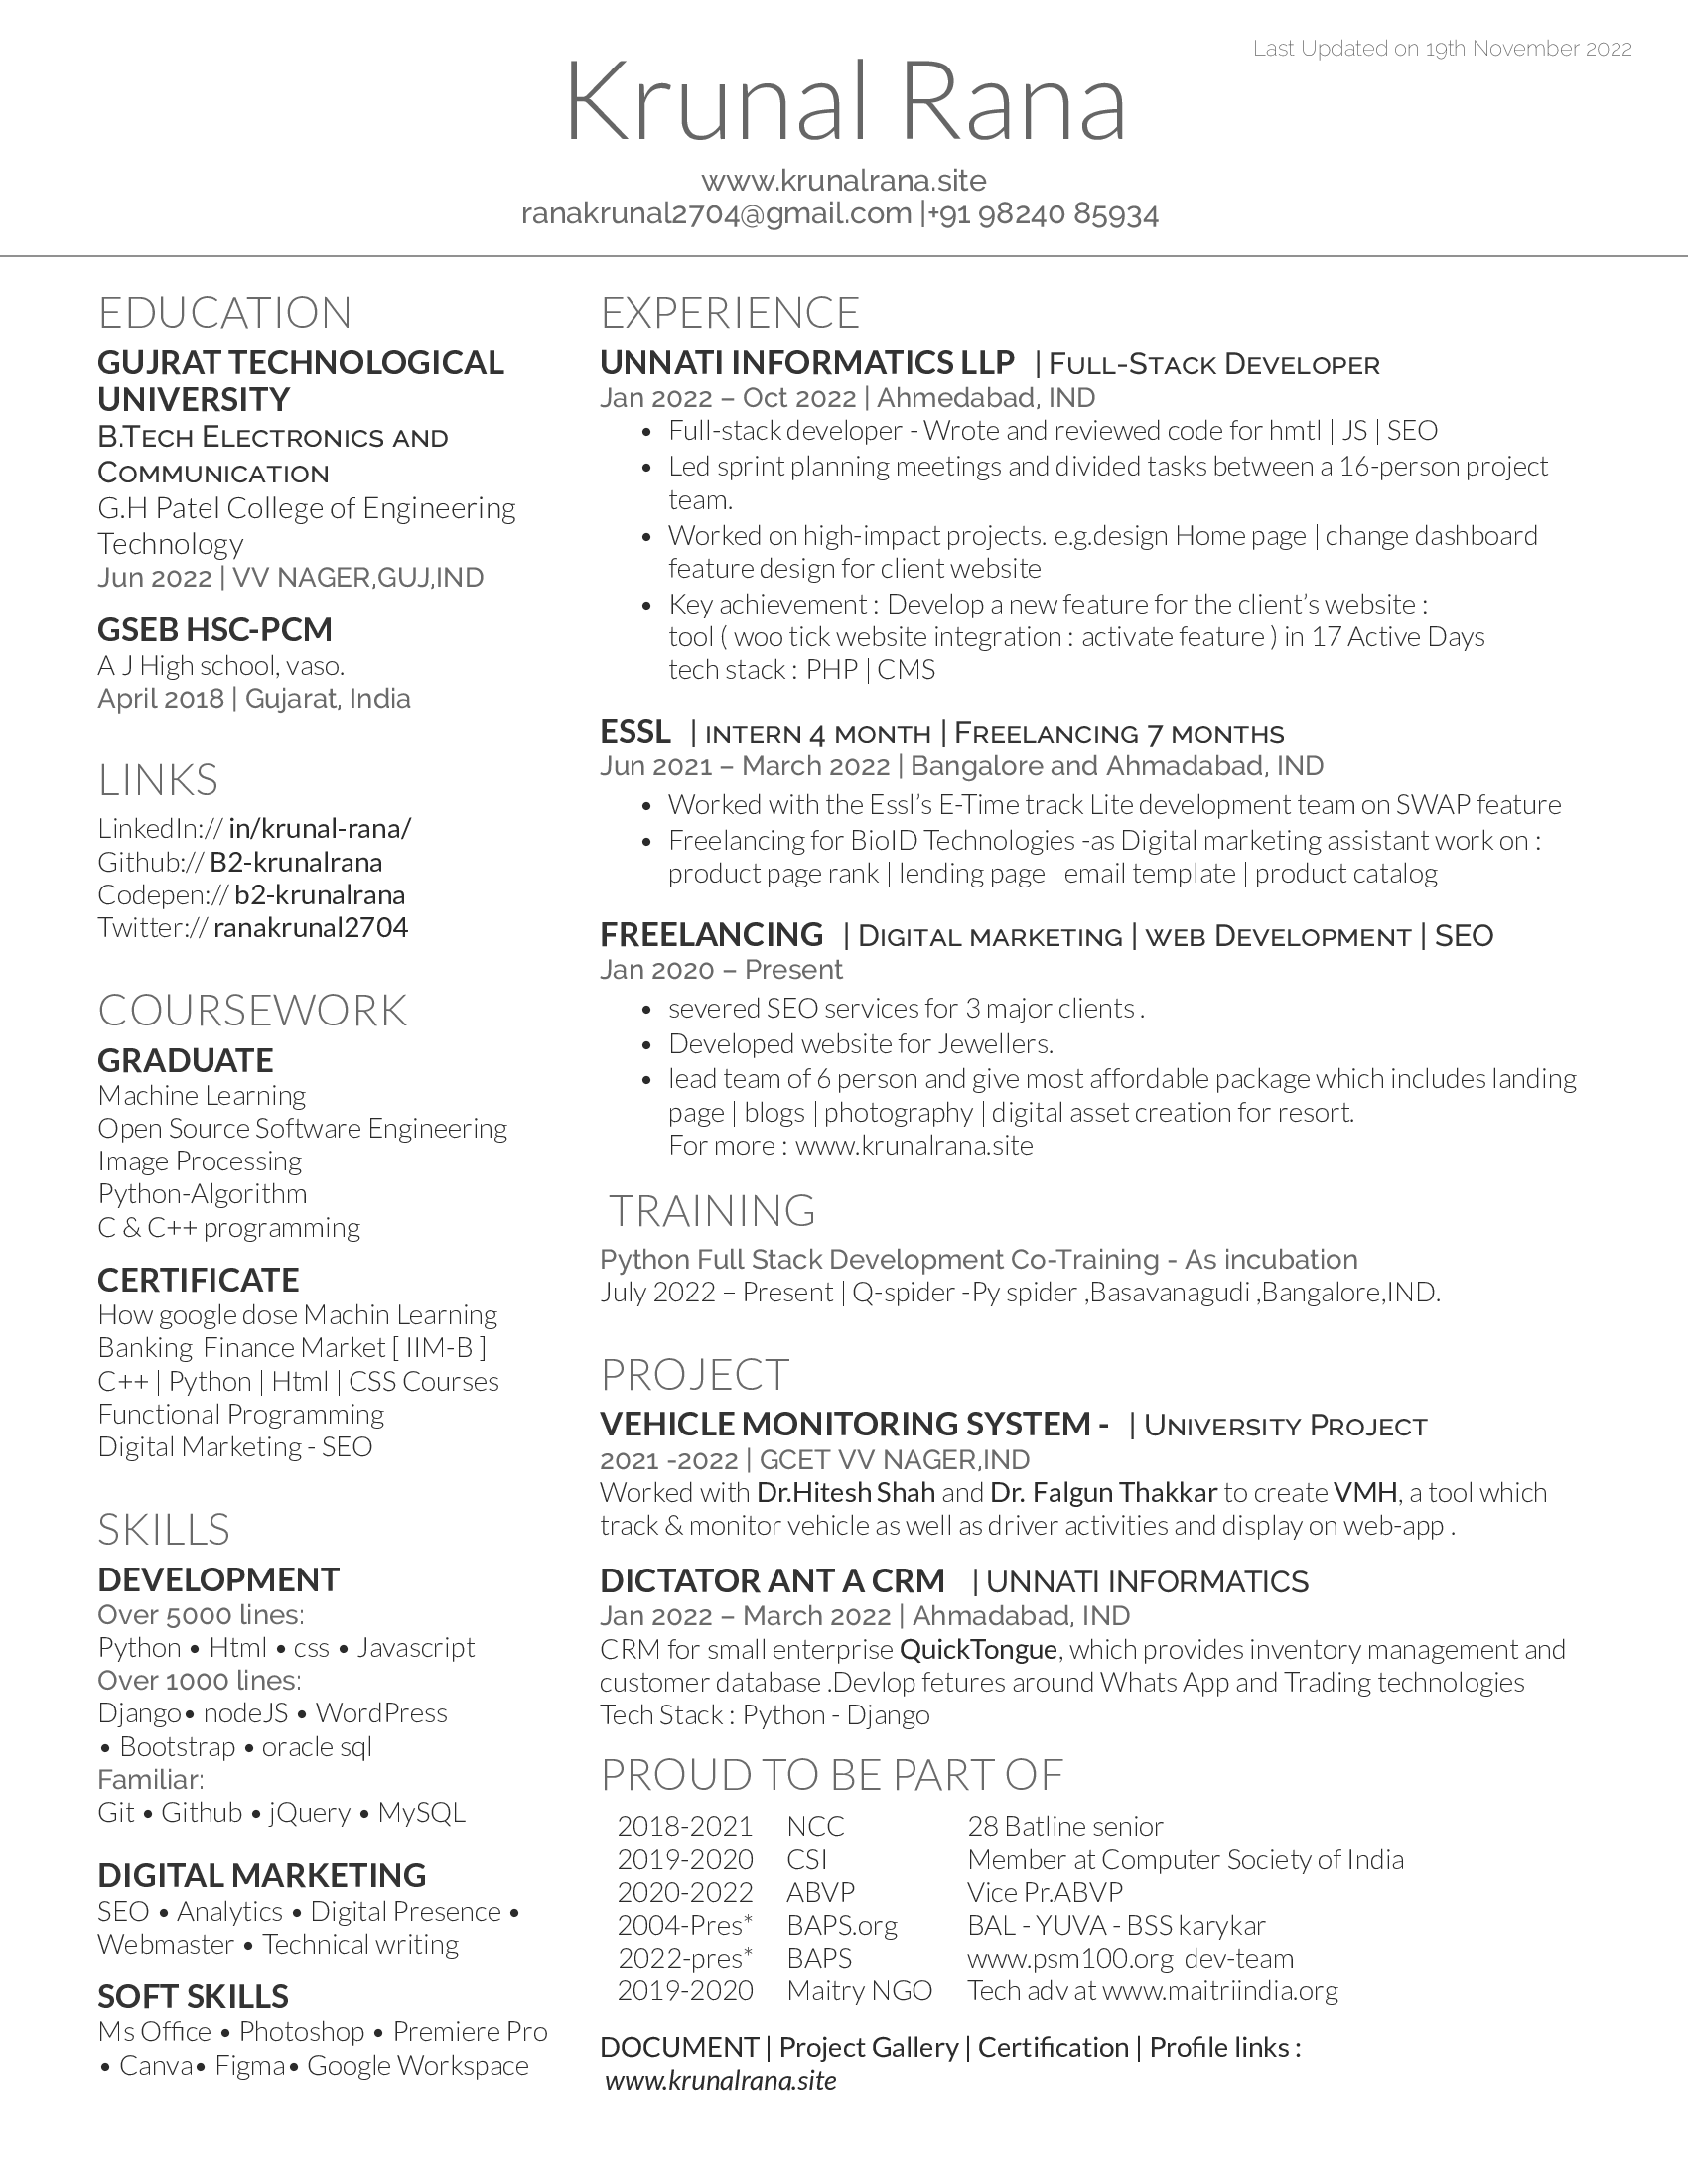 Last Updated on 19th November 2022
Krunal Rana
www.krunalrana.site
ranakrunal2704@gmail.com |+91 98240 85934
EDUCATION
GUJRAT TECHNOLOGICAL
UNIVERSITY
B.Tech Electronics and
Communication
G.H Patel College of Engineering
Technology
Jun 2022 | VV NAGER,GUJ,IND
GSEB HSC-PCM
A J High school, vaso.
April 2018 | Gujarat, India
LINKS
LinkedIn:// in/krunal-rana/
Github:// B2-krunalrana
Codepen:// b2-krunalrana
Twitter:// ranakrunal2704
COURSEWORK
GRADUATE
Machine Learning
Open Source Software Engineering
Image Processing
Python-Algorithm
C & C++ programming
CERTIFICATE
How google dose Machin Learning
Banking Finance Market [ IIM-B ]
C++ | Python | Html | CSS Courses
Functional Programming
Digital Marketing - SEO
SKILLS
DEVELOPMENT
Over 5000 lines:
Python • Html • css • Javascript
Over 1000 lines:
Django• nodeJS • WordPress
• Bootstrap • oracle sql
Familiar:
Git • Github • jQuery • MySQL
DIGITAL MARKETING
SEO • Analytics • Digital Presence •
Webmaster • Technical writing
SOFT SKILLS
Ms Office • Photoshop • Premiere Pro
• Canva• Figma• Google Workspace
EXPERIENCE
UNNATI INFORMATICS LLP | Full-Stack Developer
Jan 2022 – Oct 2022 | Ahmedabad, IND
• Full-stack developer - Wrote and reviewed code for hmtl | JS | SEO
• Led sprint planning meetings and divided tasks between a 16-person project
team.
• Worked on high-impact projects. e.g.design Home page | change dashboard
feature design for client website
• Key achievement : Develop a new feature for the client’s website :
tool ( woo tick website integration : activate feature ) in 17 Active Days
tech stack : PHP | CMS
ESSL | intern 4 month | Freelancing 7 months
Jun 2021 – March 2022 | Bangalore and Ahmadabad, IND
• Worked with the Essl’s E-Time track Lite development team on SWAP feature
• Freelancing for BioID Technologies -as Digital marketing assistant work on :
product page rank | lending page | email template | product catalog
FREELANCING | Digital marketing | web Development | SEO
Jan 2020 – Present
• severed SEO services for 3 major clients .
• Developed website for Jewellers.
• lead team of 6 person and give most affordable package which includes landing
page | blogs | photography | digital asset creation for resort.
For more : www.krunalrana.site
TRAINING
Python Full Stack Development Co-Training - As incubation
July 2022 – Present | Q-spider -Py spider ,Basavanagudi ,Bangalore,IND.
PROJECT
VEHICLE MONITORING SYSTEM - | University Project
2021 -2022 | GCET VV NAGER,IND
Worked with Dr.Hitesh Shah and Dr. Falgun Thakkar to create VMH, a tool which
track & monitor vehicle as well as driver activities and display on web-app .
DICTATOR ANT A CRM | UNNATI INFORMATICS
Jan 2022 – March 2022 | Ahmadabad, IND
CRM for small enterprise QuickTongue, which provides inventory management and
customer database .Devlop fetures around Whats App and Trading technologies
Tech Stack : Python - Django
PROUD TO BE PART OF
2018-2021 NCC 28 Batline senior
2019-2020 CSI Member at Computer Society of India
2020-2022 ABVP Vice Pr.ABVP
2004-Pres* BAPS.org BAL - YUVA - BSS karykar
2022-pres* BAPS www.psm100.org dev-team
2019-2020 Maitry NGO Tech adv at www.maitriindia.org
DOCUMENT | Project Gallery | Certification | Profile links :
www.krunalrana.site